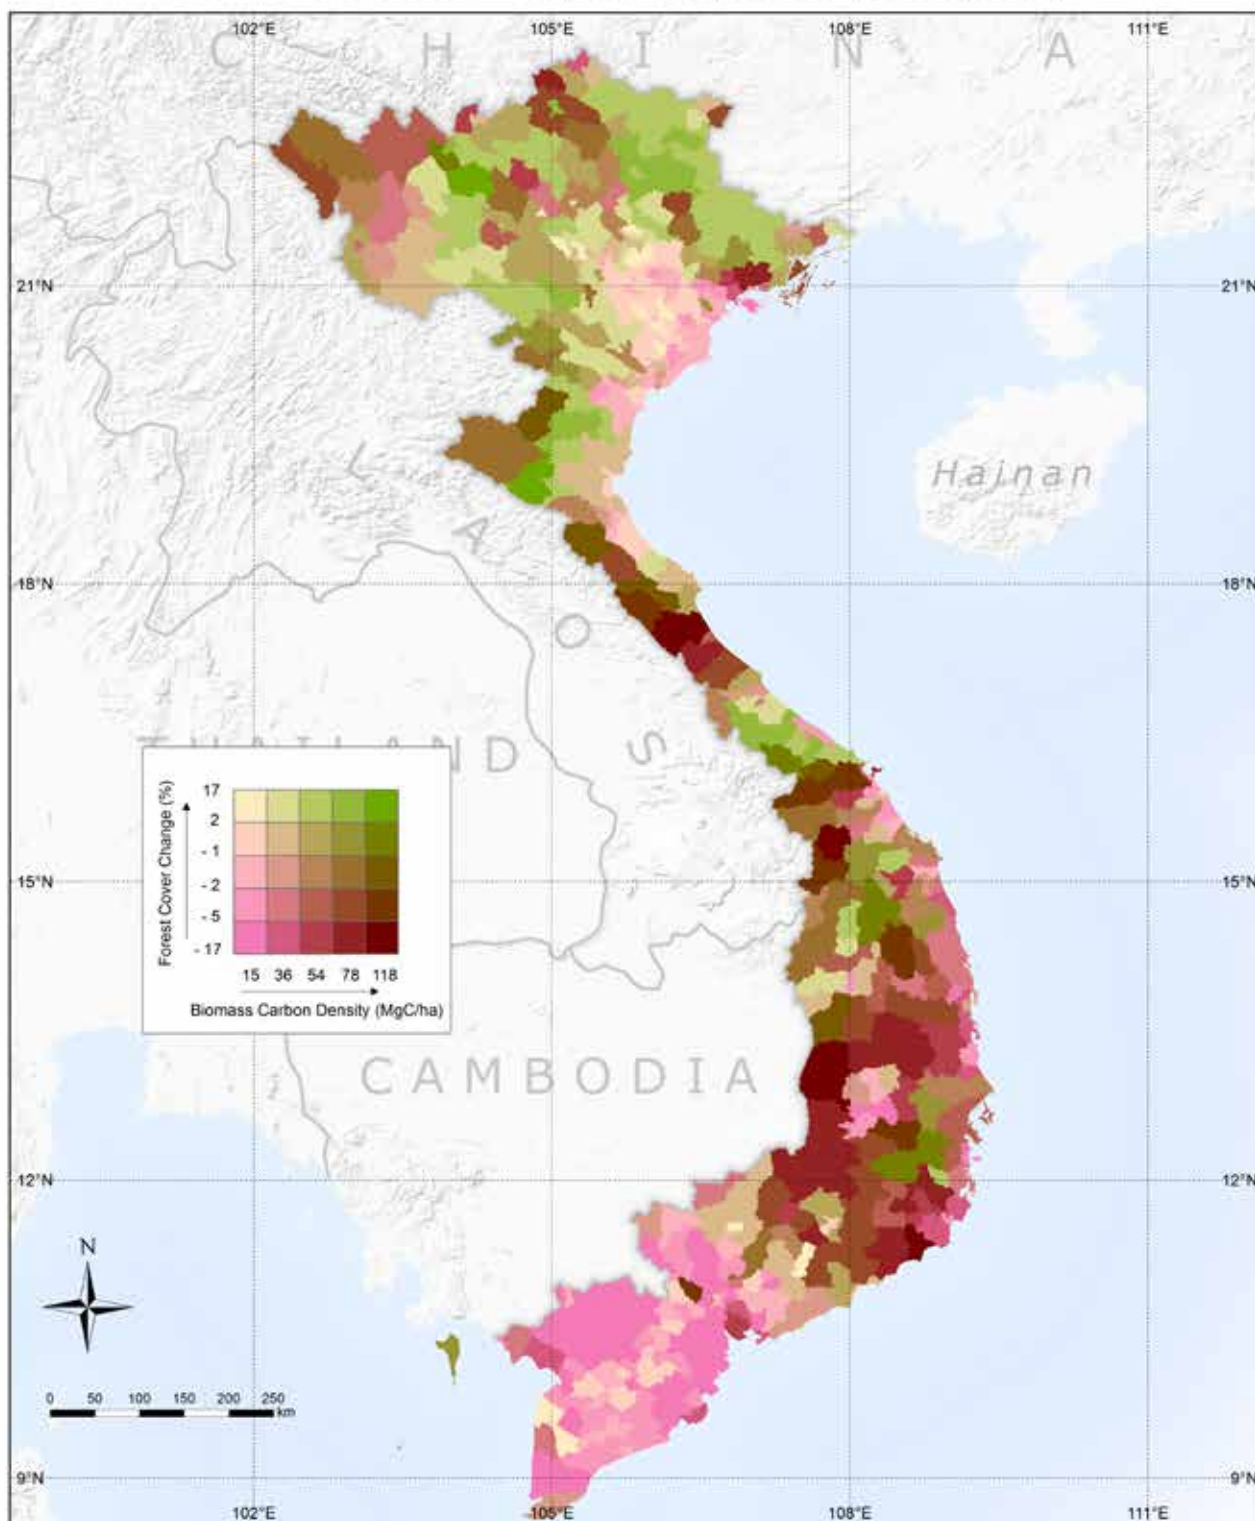 102°E 105°E 108°E 111°E
C H I N A
21°N 21°N
Hainan
L A O S
18°N 18°N
T H A I L A N D
Forest Cover Change (%)
17
2
- 1
- 2
- 5
- 17
15 36 54 78 118
Biomass Carbon Density (MgC/ha)
15°N 15°N
CAMBODIA
12°N 12°N
N
0 50 100 150 200 250
km
9°N 9°N
102°E 105°E 108°E 111°E